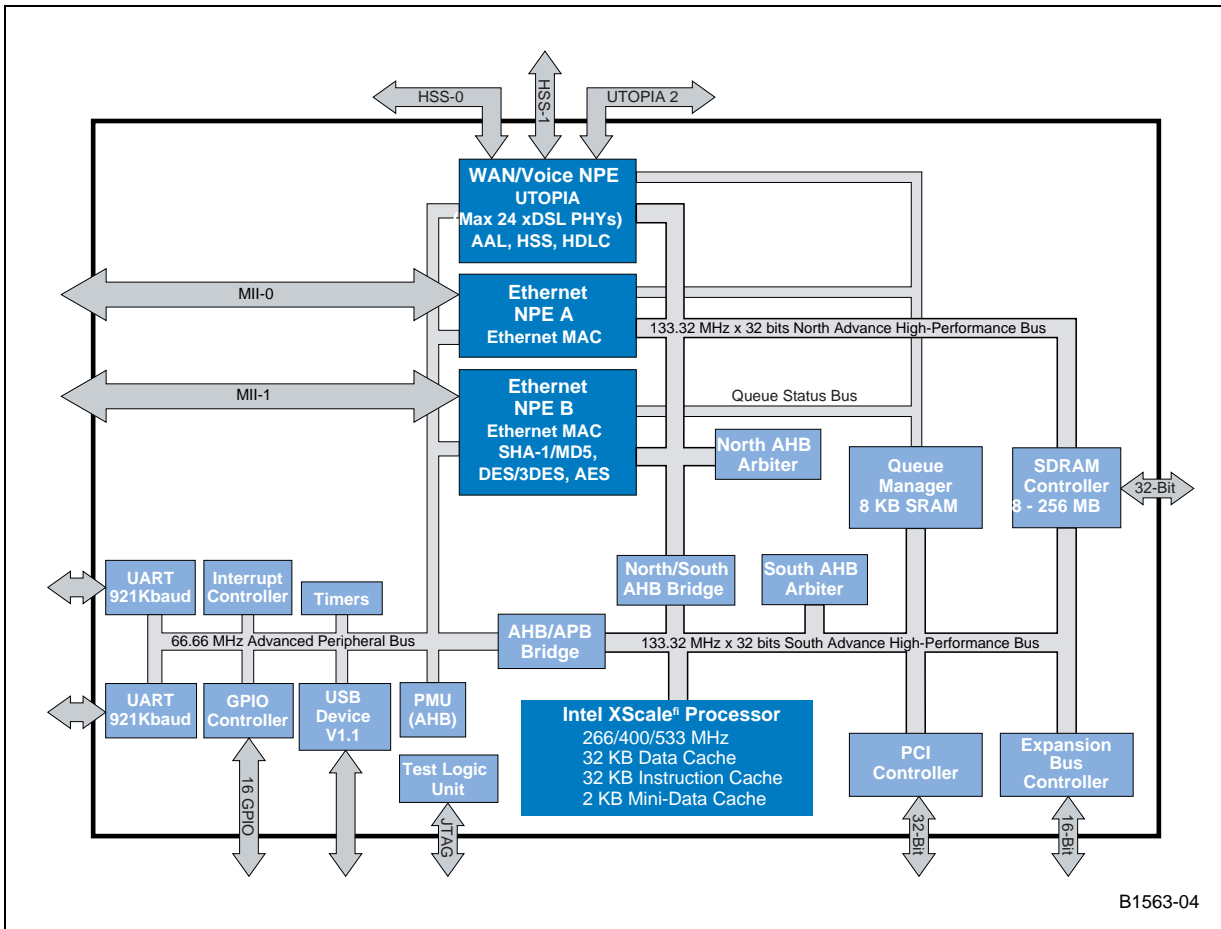 HSS-0
HSS-1
UTOPIA 2
WAN/Voice NPE
UTOPIA
(Max 24 xDSL PHYs)
AAL, HSS, HDLC
MII-0
Ethernet
NPE A
Ethernet MAC
133.32 MHz x 32 bits North Advance High-Performance Bus
MII-1
Ethernet
NPE B
Ethernet MAC
SHA-1/MD5,
DES/3DES, AES
Queue Status Bus
North AHB
Arbiter
Queue
Manager
8 KB SRAM
SDRAM
Controller
8 - 256 MB
32-Bit
UART
921Kbaud
Interrupt
Controller
Timers
North/South
AHB Bridge
South AHB
Arbiter
66.66 MHz Advanced Peripheral Bus
AHB/APB
Bridge
133.32 MHz x 32 bits South Advance High-Performance Bus
UART
921Kbaud
GPIO
Controller
USB
Device
V1.1
PMU
(AHB)
Test Logic
Unit
Intel XScaleﬁ Processor
266/400/533 MHz
32 KB Data Cache
32 KB Instruction Cache
2 KB Mini-Data Cache
PCI
Controller
Expansion
Bus
Controller
16 GPIO
JTAG
32-Bit
16-Bit
B1563-04